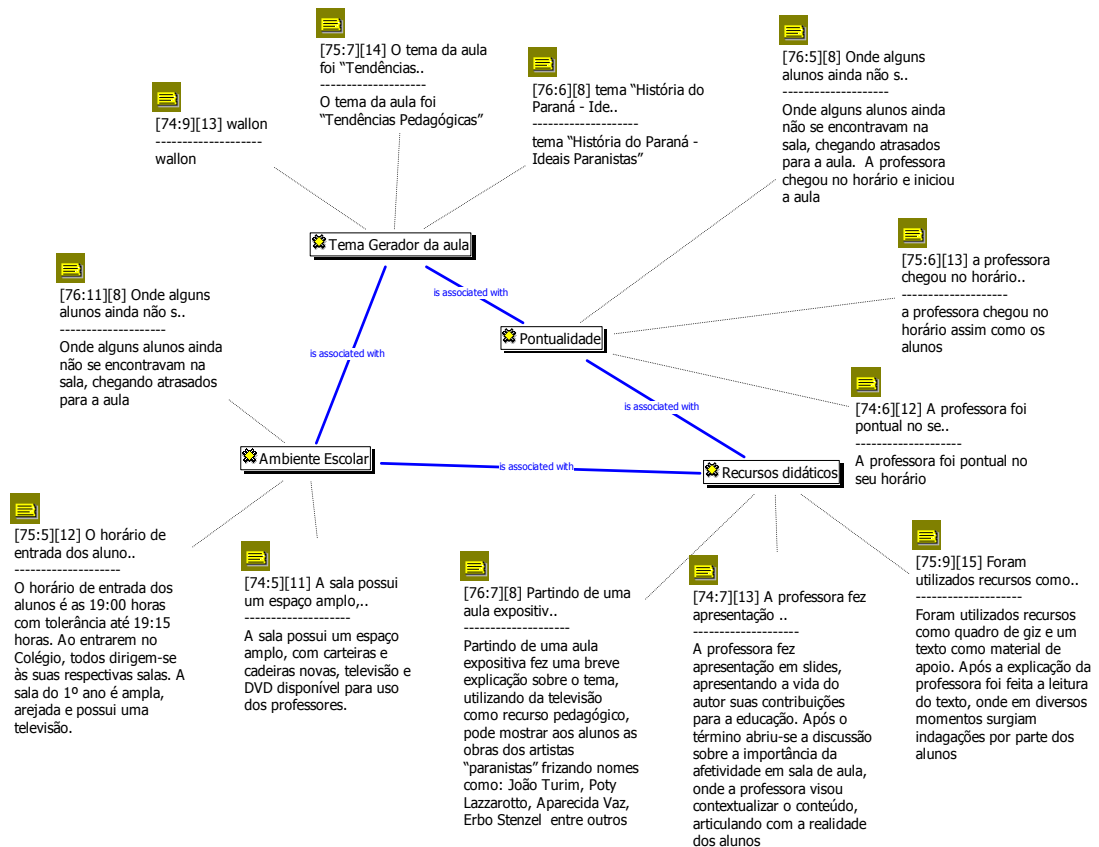 [75:7][14] O tema da aula
foi “Tendências..
--------------------
O tema da aula foi
“Tendências Pedagógicas”
[76:6][8] tema “História do
Paraná - Ide..
--------------------
tema “História do Paraná -
Ideais Paranistas”
[76:5][8] Onde alguns
alunos ainda não s..
--------------------
Onde alguns alunos ainda
não se encontravam na
sala, chegando atrasados
para a aula.  A professora
chegou no horário e iniciou
a aula
[74:9][13] wallon
--------------------
wallon
Tema Gerador da aula
is associated with
[75:6][13] a professora
chegou no horário..
--------------------
a professora chegou no
horário assim como os
alunos
[76:11][8] Onde alguns
alunos ainda não s..
--------------------
Onde alguns alunos ainda
não se encontravam na
sala, chegando atrasados
para a aula
Pontualidade
is associated with
is associated with
[74:6][12] A professora foi
pontual no se..
--------------------
A professora foi pontual no
seu horário
Ambiente Escolar
is associated with
Recursos didáticos
[75:5][12] O horário de
entrada dos aluno..
--------------------
O horário de entrada dos
alunos é as 19:00 horas
com tolerância até 19:15
horas. Ao entrarem no
Colégio, todos dirigem-se
às suas respectivas salas. A
sala do 1º ano é ampla,
arejada e possui uma
televisão.
[74:5][11] A sala possui
um espaço amplo,..
--------------------
A sala possui um espaço
amplo, com carteiras e
cadeiras novas, televisão e
DVD disponível para uso
dos professores.
[76:7][8] Partindo de uma
aula expositiv..
--------------------
Partindo de uma aula
expositiva fez uma breve
explicação sobre o tema,
utilizando da televisão
como recurso pedagógico,
pode mostrar aos alunos as
obras dos artistas
“paranistas” frizando nomes
como: João Turim, Poty
Lazzarotto, Aparecida Vaz,
Erbo Stenzel  entre outros
[74:7][13] A professora fez
apresentação ..
--------------------
A professora fez
apresentação em slides,
apresentando a vida do
autor suas contribuições
para a educação. Após o
término abriu-se a discussão
sobre a importância da
afetividade em sala de aula,
onde a professora visou
contextualizar o conteúdo,
articulando com a realidade
dos alunos
[75:9][15] Foram
utilizados recursos como..
--------------------
Foram utilizados recursos
como quadro de giz e um
texto como material de
apoio. Após a explicação da
professora foi feita a leitura
do texto, onde em diversos
momentos surgiam
indagações por parte dos
alunos